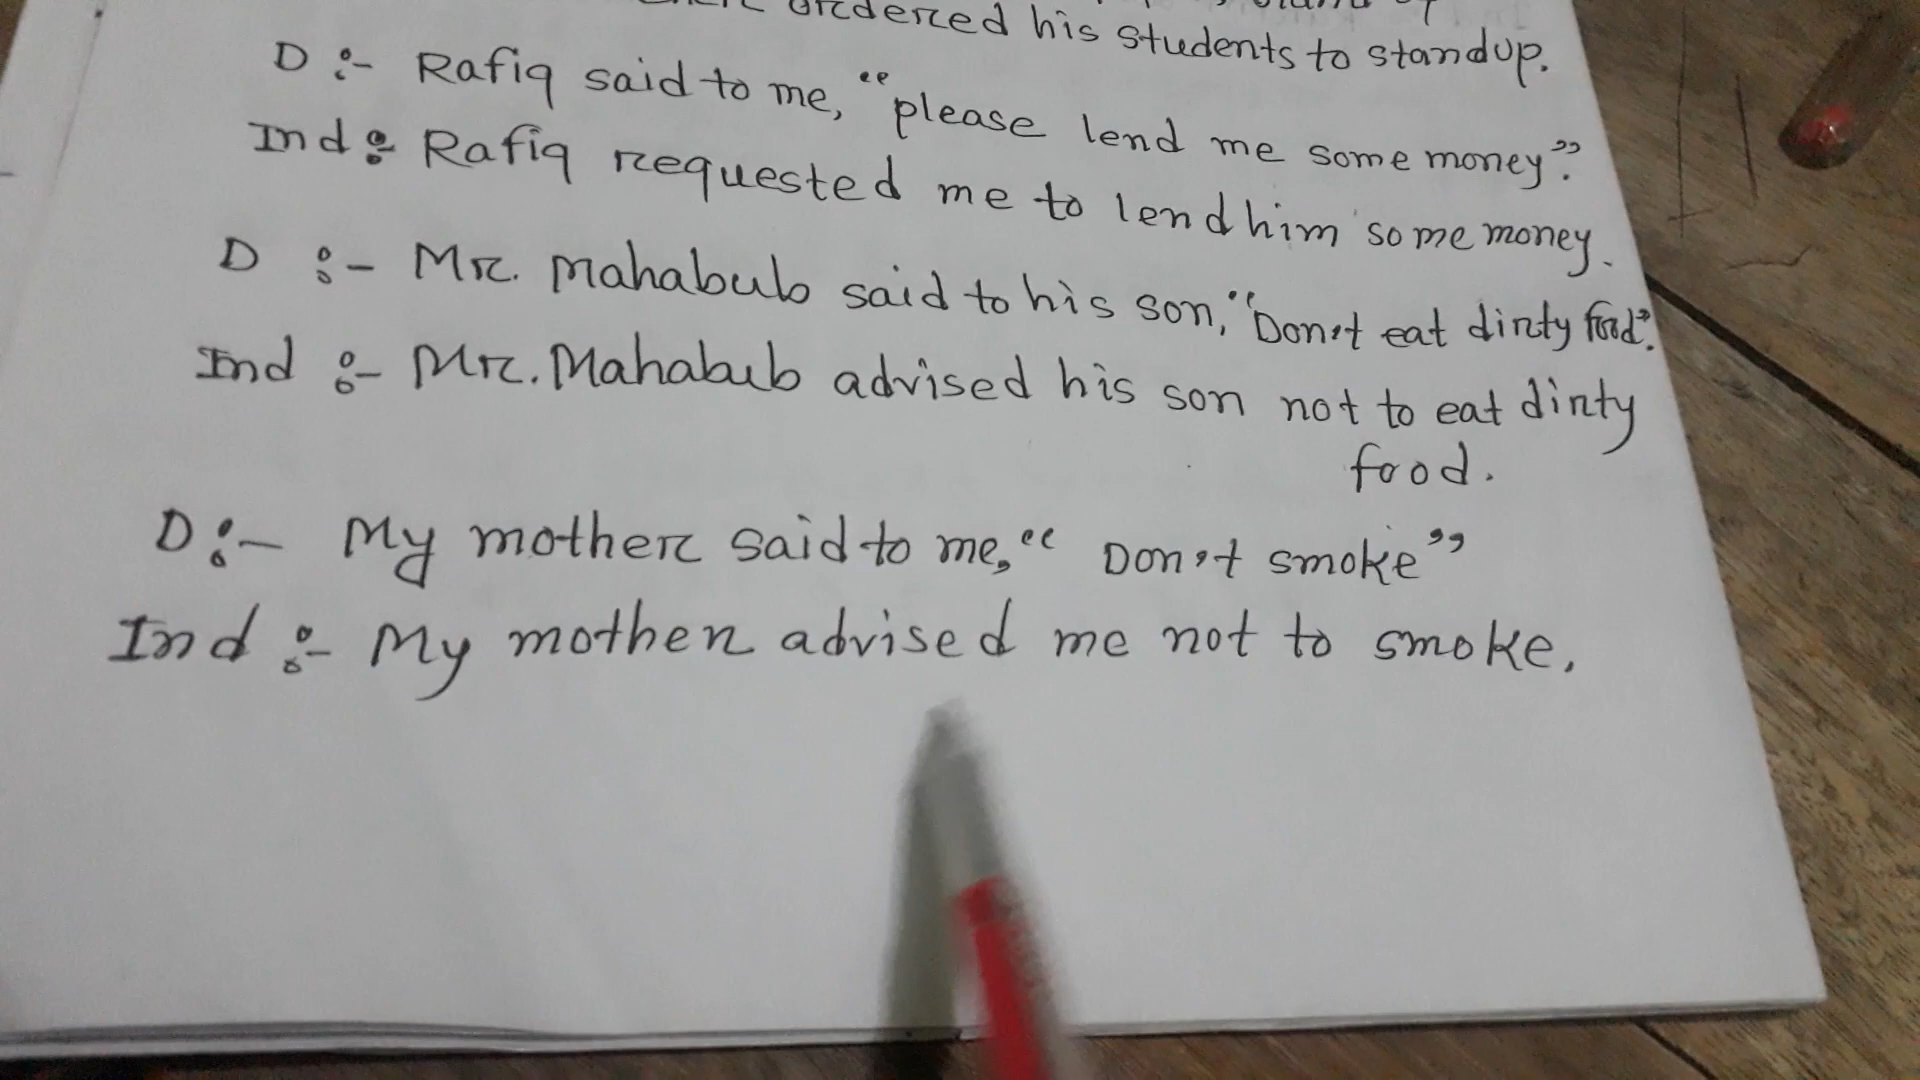 ordered his students to standup.
D :- Rafiq said to me, "please lend me some money".
Ind :- Rafiq requested me to lend him some money.
D :- Mr. Mahabub said to his son, "Don't eat dirty food".
Ind :- Mr. Mahabub advised his son not to eat dirty
food.
D :- My mother said to me, "Don't smoke"
Ind :- My mother advised me not to smoke.